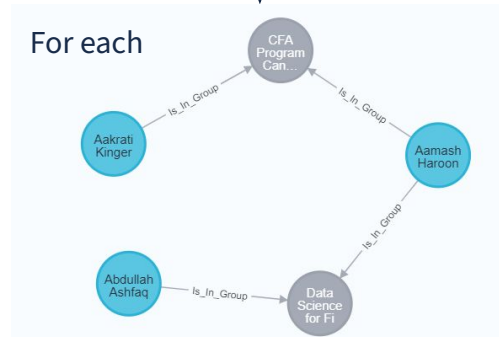 For each
CFA
Program
Can...
Is_In_Group
Is_In_Group
Aakrati
Kinger
Aamash
Haroon
Is_In_Group
Abdullah
Ashfaq
Is_In_Group
Data
Science
for Fi